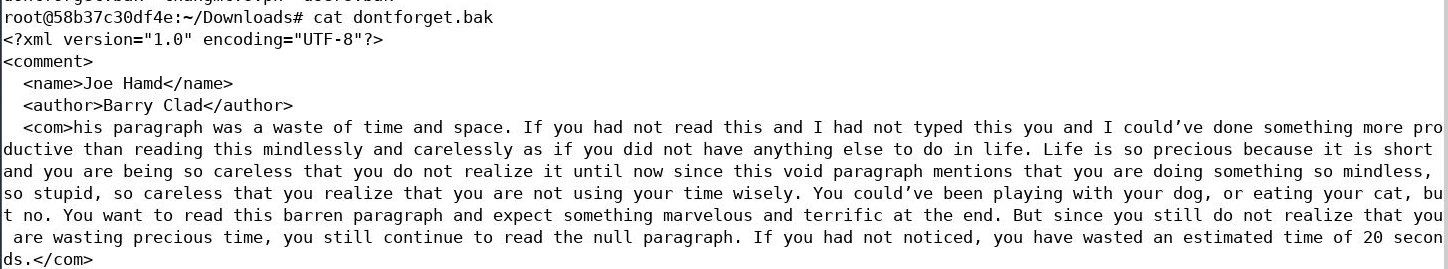 root@58b37c30df4e:~/Downloads# cat dontforget.bak
<?xml version="1.0" encoding="UTF-8"?>
<comment>
  <name>Joe Hamd</name>
  <author>Barry Clad</author>
  <com>his paragraph was a waste of time and space. If you had not read this and I had not typed this you and I could’ve done something more pro
ductive than reading this mindlessly and carelessly as if you did not have anything else to do in life. Life is so precious because it is short
and you are being so careless that you do not realize it until now since this void paragraph mentions that you are doing something so mindless,
so stupid, so careless that you realize that you are not using your time wisely. You could’ve been playing with your dog, or eating your cat, bu
t no. You want to read this barren paragraph and expect something marvelous and terrific at the end. But since you still do not realize that you
 are wasting precious time, you still continue to read the null paragraph. If you had not noticed, you have wasted an estimated time of 20 secon
ds.</com>